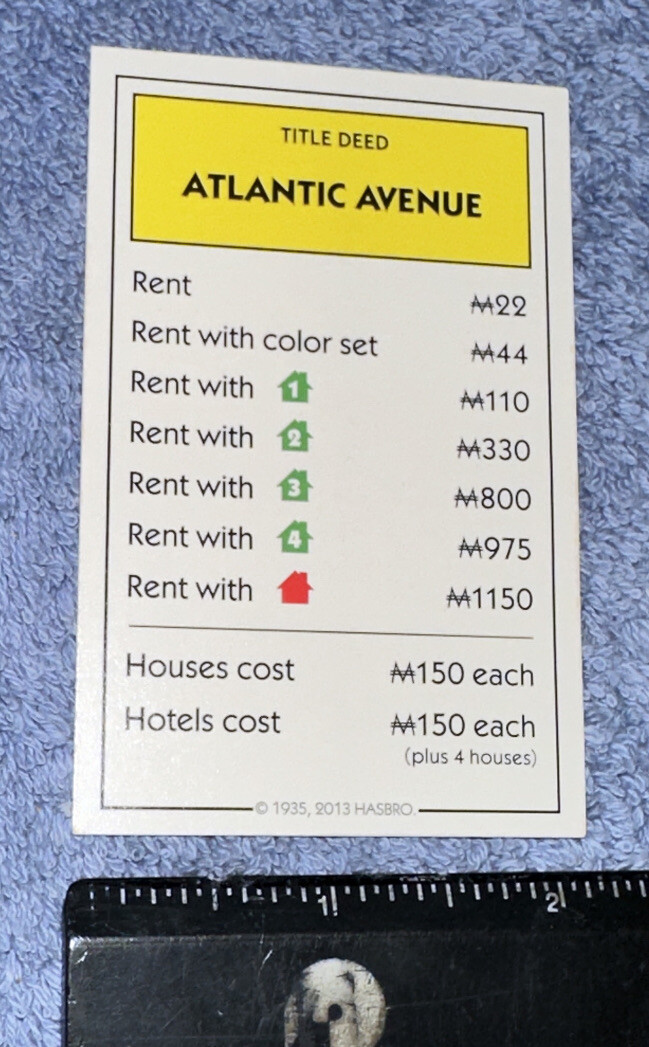 TITLE DEED
ATLANTIC AVENUE
Rent ₩22
Rent with color set ₩44
Rent with 1 ₩110
Rent with 2 ₩330
Rent with 3 ₩800
Rent with 4 ₩975
Rent with ₩1150
Houses cost ₩150 each
Hotels cost ₩150 each
(plus 4 houses)
© 1935, 2013 HASBRO.
1 2